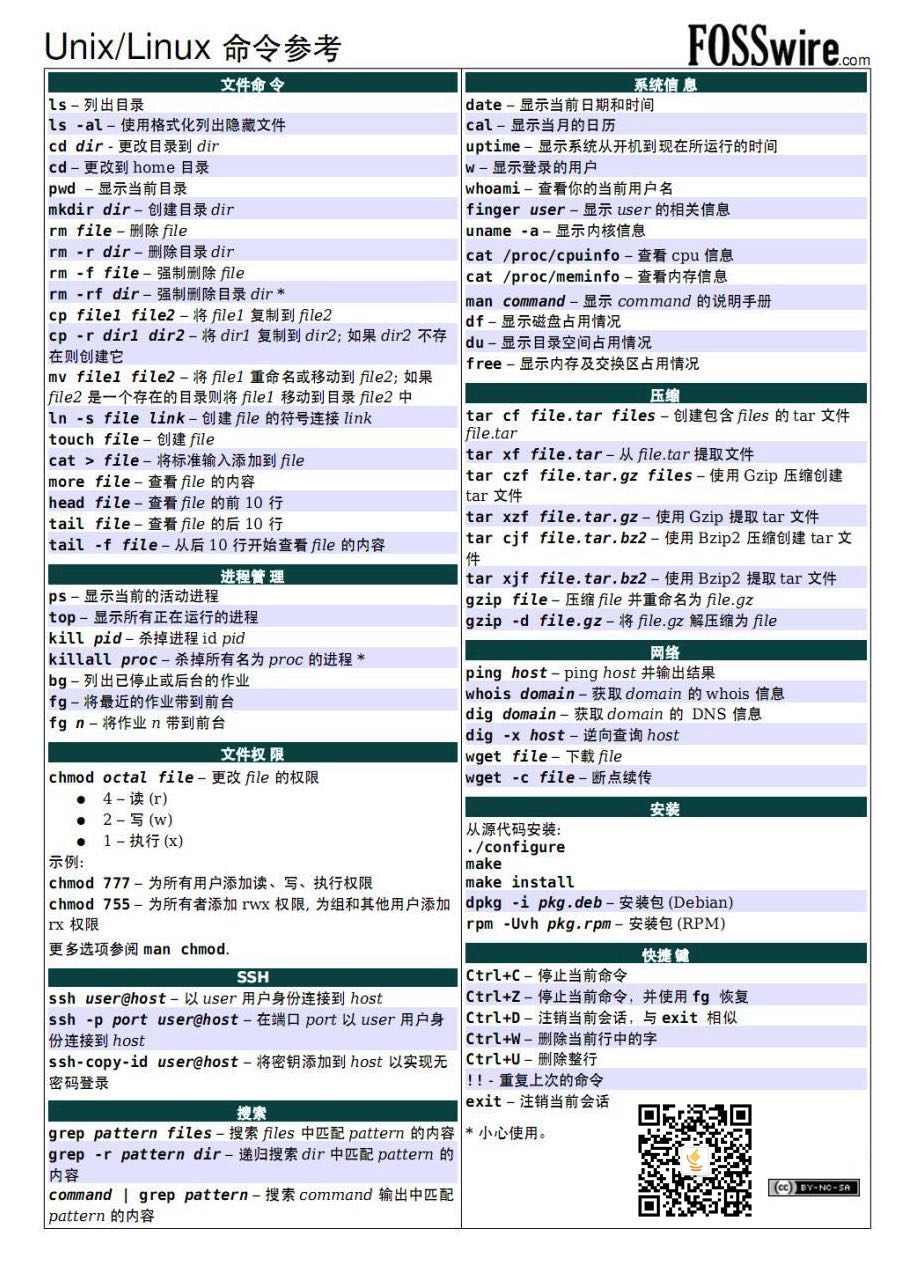 Unix/Linux 命令参考
FOSSwire.com
文件命令
ls – 列出目录
ls -al – 使用格式化列出隐藏文件
cd dir - 更改目录到 dir
cd – 更改到 home 目录
pwd – 显示当前目录
mkdir dir – 创建目录 dir
rm file – 删除 file
rm -r dir – 删除目录 dir
rm -f file – 强制删除 file
rm -rf dir – 强制删除目录 dir *
cp file1 file2 – 将 file1 复制到 file2
cp -r dir1 dir2 – 将 dir1 复制到 dir2; 如果 dir2 不存
在则创建它
mv file1 file2 – 将 file1 重命名或移动到 file2; 如果
file2 是一个存在的目录则将 file1 移动到目录 file2 中
ln -s file link – 创建 file 的符号连接 link
touch file – 创建 file
cat > file – 将标准输入添加到 file
more file – 查看 file 的内容
head file – 查看 file 的前 10 行
tail file – 查看 file 的后 10 行
tail -f file – 从后 10 行开始查看 file 的内容
进程管理
ps – 显示当前的活动进程
top – 显示所有正在运行的进程
kill pid – 杀掉进程 id pid
killall proc – 杀掉所有名为 proc 的进程 *
bg – 列出已停止或后台的作业
fg – 将最近的作业带到前台
fg n – 将作业 n 带到前台
文件权限
chmod octal file – 更改 file 的权限
● 4 – 读 (r)
● 2 – 写 (w)
● 1 – 执行 (x)
示例:
chmod 777 – 为所有用户添加读、写、执行权限
chmod 755 – 为所有者添加 rwx 权限, 为组和其他用户添加
rx 权限
更多选项参阅 man chmod.
SSH
ssh user@host – 以 user 用户身份连接到 host
ssh -p port user@host – 在端口 port 以 user 用户身
份连接到 host
ssh-copy-id user@host – 将密钥添加到 host 以实现无
密码登录
搜索
grep pattern files – 搜索 files 中匹配 pattern 的内容
grep -r pattern dir – 递归搜索 dir 中匹配 pattern 的
内容
command | grep pattern – 搜索 command 输出中匹配
pattern 的内容
系统信息
date – 显示当前日期和时间
cal – 显示当月的日历
uptime – 显示系统从开机到现在所运行的时间
w – 显示登录的用户
whoami – 查看你的当前用户名
finger user – 显示 user 的相关信息
uname -a – 显示内核信息
cat /proc/cpuinfo – 查看 cpu 信息
cat /proc/meminfo – 查看内存信息
man command – 显示 command 的说明手册
df – 显示磁盘占用情况
du – 显示目录空间占用情况
free – 显示内存及交换区占用情况
压缩
tar cf file.tar files – 创建包含 files 的 tar 文件
file.tar
tar xf file.tar – 从 file.tar 提取文件
tar czf file.tar.gz files – 使用 Gzip 压缩创建
tar 文件
tar xzf file.tar.gz – 使用 Gzip 提取 tar 文件
tar cjf file.tar.bz2 – 使用 Bzip2 压缩创建 tar 文
件
tar xjf file.tar.bz2 – 使用 Bzip2 提取 tar 文件
gzip file – 压缩 file 并重命名为 file.gz
gzip -d file.gz – 将 file.gz 解压缩为 file
网络
ping host – ping host 并输出结果
whois domain – 获取 domain 的 whois 信息
dig domain – 获取 domain 的 DNS 信息
dig -x host – 逆向查询 host
wget file – 下载 file
wget -c file – 断点续传
安装
从源代码安装:
./configure
make
make install
dpkg -i pkg.deb – 安装包 (Debian)
rpm -Uvh pkg.rpm – 安装包 (RPM)
快捷键
Ctrl+C – 停止当前命令
Ctrl+Z – 停止当前命令，并使用 fg 恢复
Ctrl+D – 注销当前会话，与 exit 相似
Ctrl+W – 删除当前行中的字
Ctrl+U – 删除整行
!! - 重复上次的命令
exit – 注销当前会话
* 小心使用。
cc BY-NC-SA